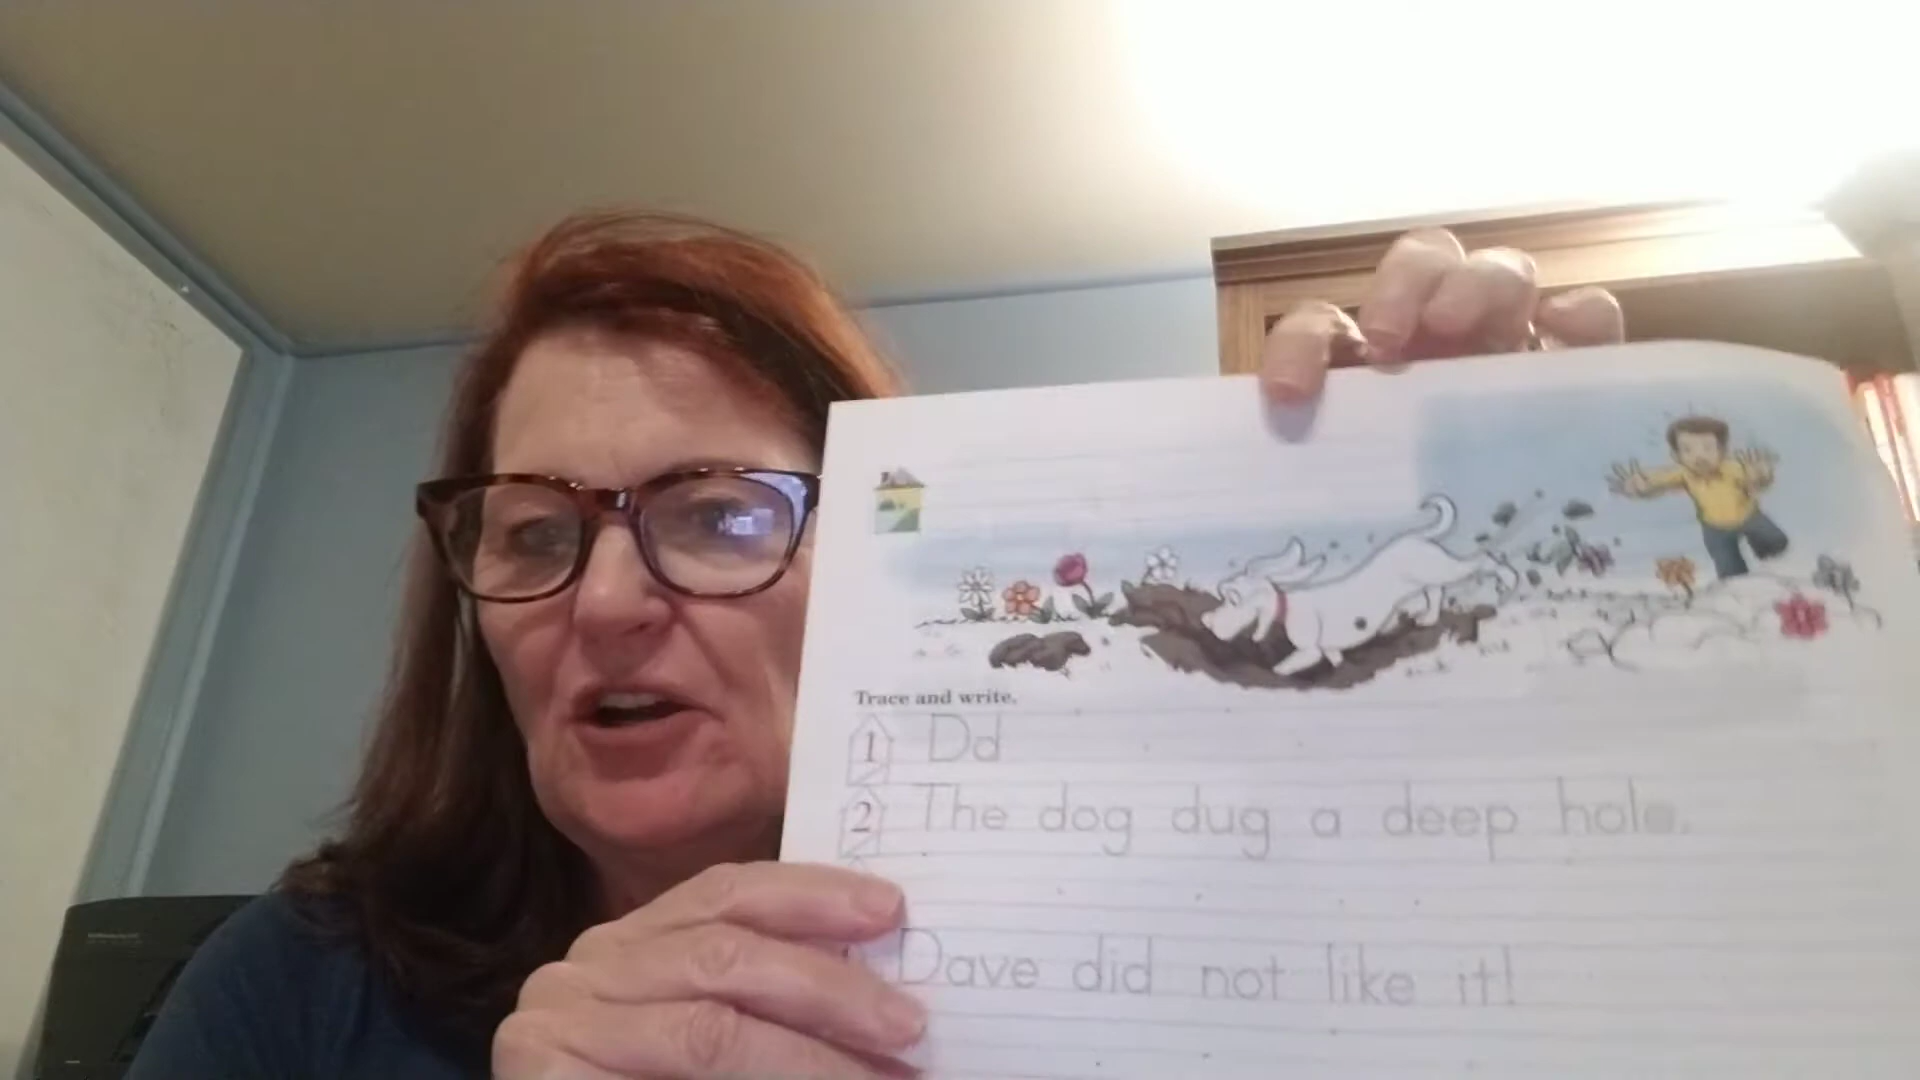 Trace and write.
1 Dd
2 The dog dug a deep hole.
Dave did not like it!